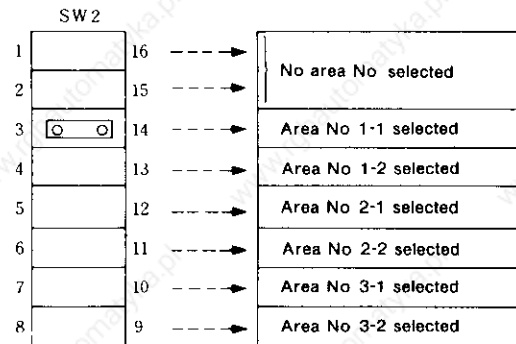 SW2
1 16 No area No selected
2 15
3 14 Area No 1-1 selected
4 13 Area No 1-2 selected
5 12 Area No 2-1 selected
6 11 Area No 2-2 selected
7 10 Area No 3-1 selected
8 9 Area No 3-2 selected